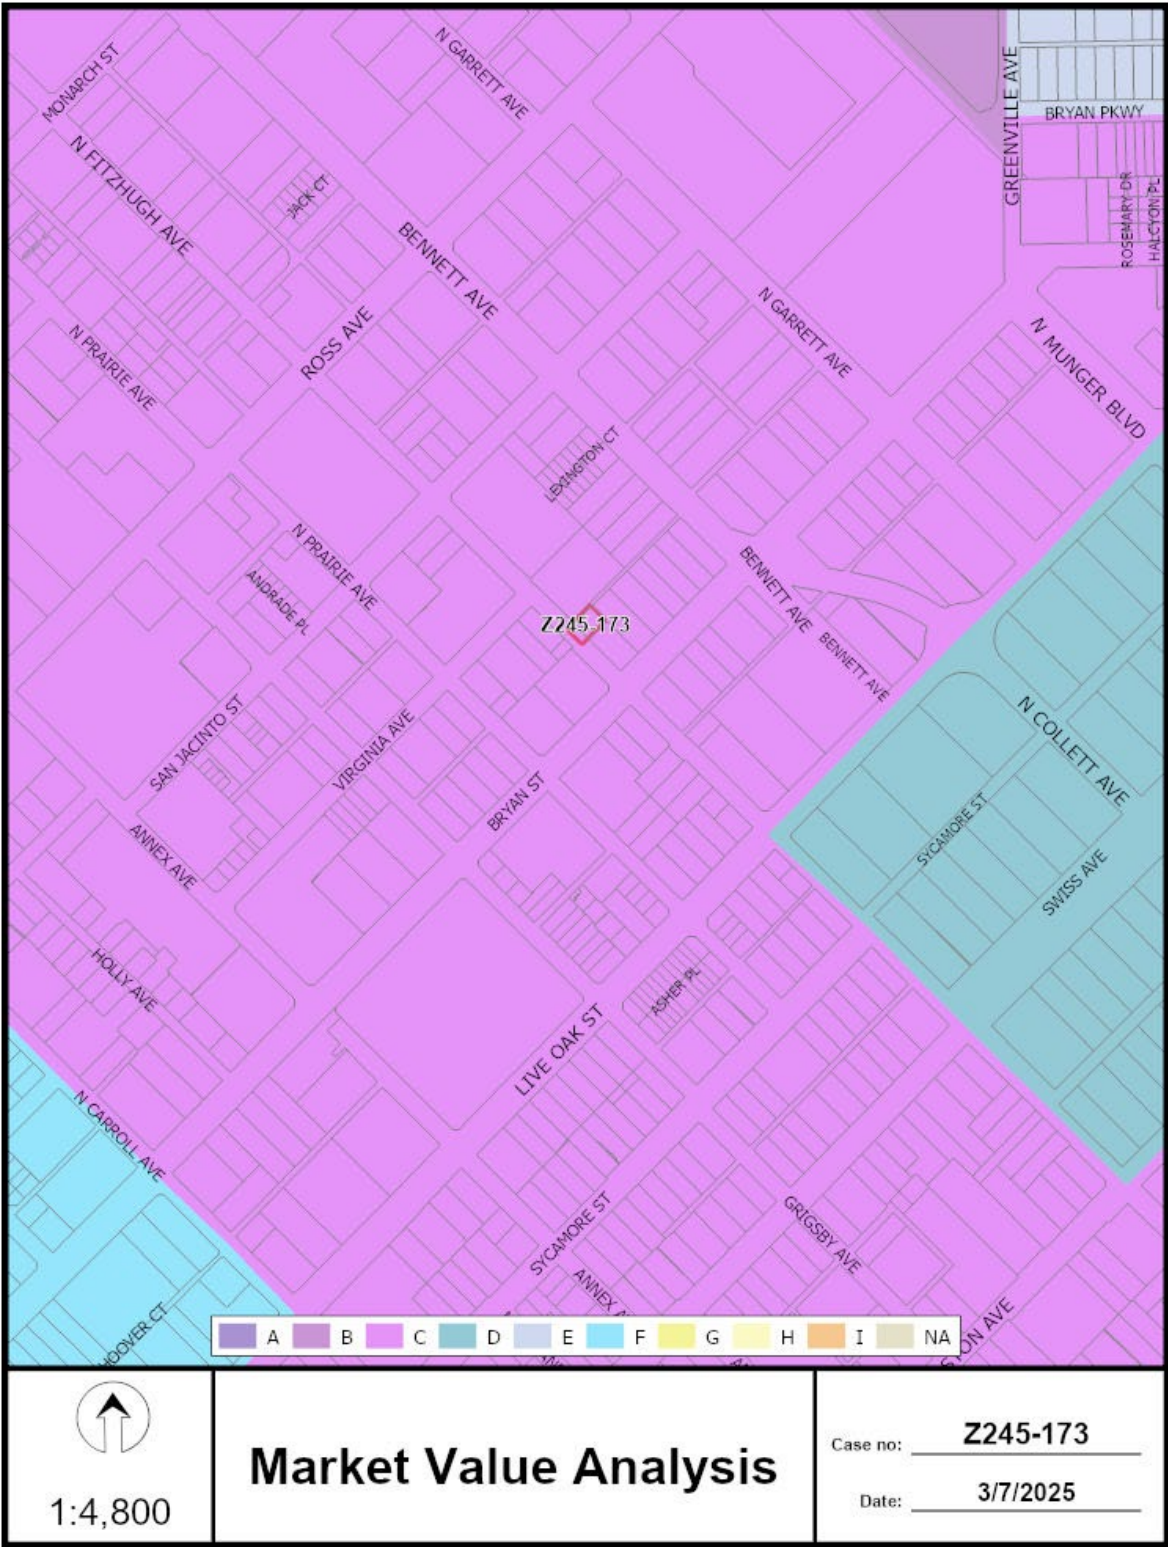 MONARCH ST
N GARRETT AVE
GREENVILLE AVE
BRYAN PKWY
N FITZHUGH AVE
JACK CT
ROSEMARY DR
HALCYON PL
BENNETT AVE
ROSS AVE
N PRAIRIE AVE
N GARRETT AVE
N MUNGER BLVD
LEXINGTON CT
N PRAIRIE AVE
ANDRADE PL
BENNETT AVE
Z245-173
BENNETT AVE
SAN JACINTO ST
VIRGINIA AVE
N COLLETT AVE
BRYAN ST
SYCAMORE ST
ANNEX AVE
SWISS AVE
HOLLY AVE
ASHER PL
LIVE OAK ST
N CARROLL AVE
SYCAMORE ST
GRIGSBY AVE
ANNEX A
HOOVER CT
TON AVE
A B C D E F G H I NA
1:4,800
Market Value Analysis
Case no: Z245-173
Date: 3/7/2025